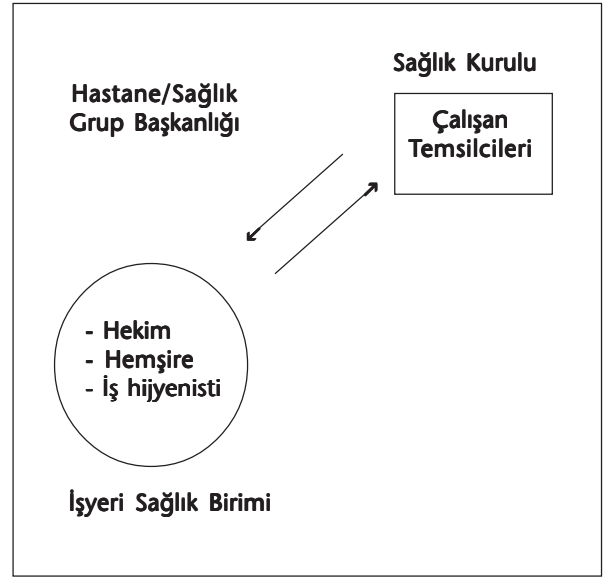 Sağlık Kurulu
Hastane/Sağlık
Grup Başkanlığı
Çalışan
Temsilcileri
- Hekim
- Hemşire
- İş hijyenisti
İşyeri Sağlık Birimi